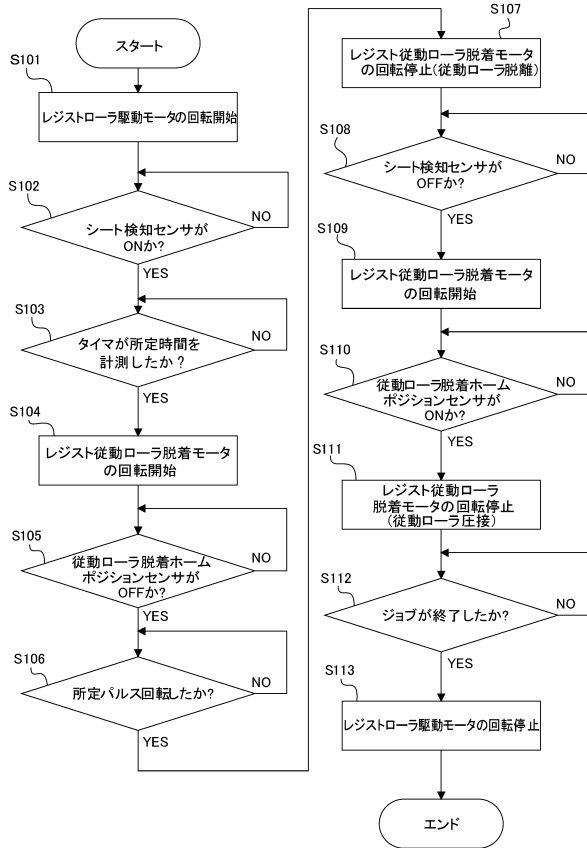 スタート
S101
レジストローラ駆動モータの回転開始
S102
シート検知センサが
ONか?
NO
YES
S103
タイマが所定時間を
計測したか?
NO
YES
S104
レジスト従動ローラ脱着モータ
の回転開始
S105
従動ローラ脱着ホーム
ポジションセンサが
OFFか?
NO
YES
S106
所定パルス回転したか?
NO
YES
S107
レジスト従動ローラ脱着モータ
の回転停止(従動ローラ脱離)
S108
シート検知センサが
OFFか?
NO
YES
S109
レジスト従動ローラ脱着モータ
の回転開始
S110
従動ローラ脱着ホーム
ポジションセンサが
ONか?
NO
YES
S111
レジスト従動ローラ
脱着モータの回転停止
(従動ローラ圧接)
S112
ジョブが終了したか?
NO
YES
S113
レジストローラ駆動モータの回転停止
エンド